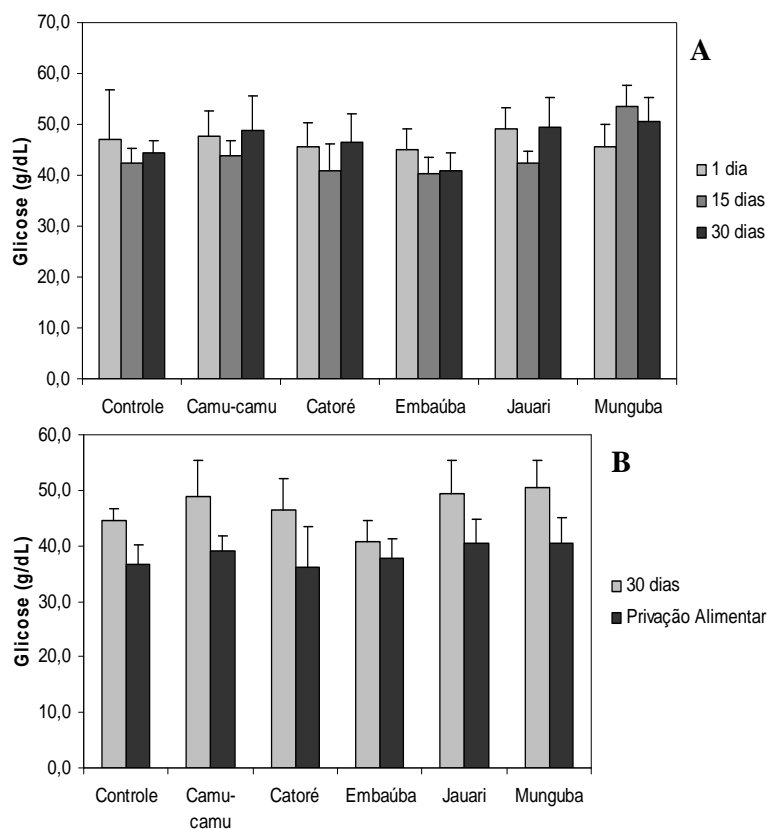 70,0
60,0
50,0
40,0
30,0
20,0
10,0
0,0
Glicose (g/dL)
Controle Camu-camu Catoré Embaúba Jauari Munguba
A
1 dia
15 dias
30 dias
60,0
50,0
40,0
30,0
20,0
10,0
0,0
Glicose (g/dL)
Controle Camu- Catoré Embaúba Jauari Munguba
camu
B
30 dias
Privação Alimentar